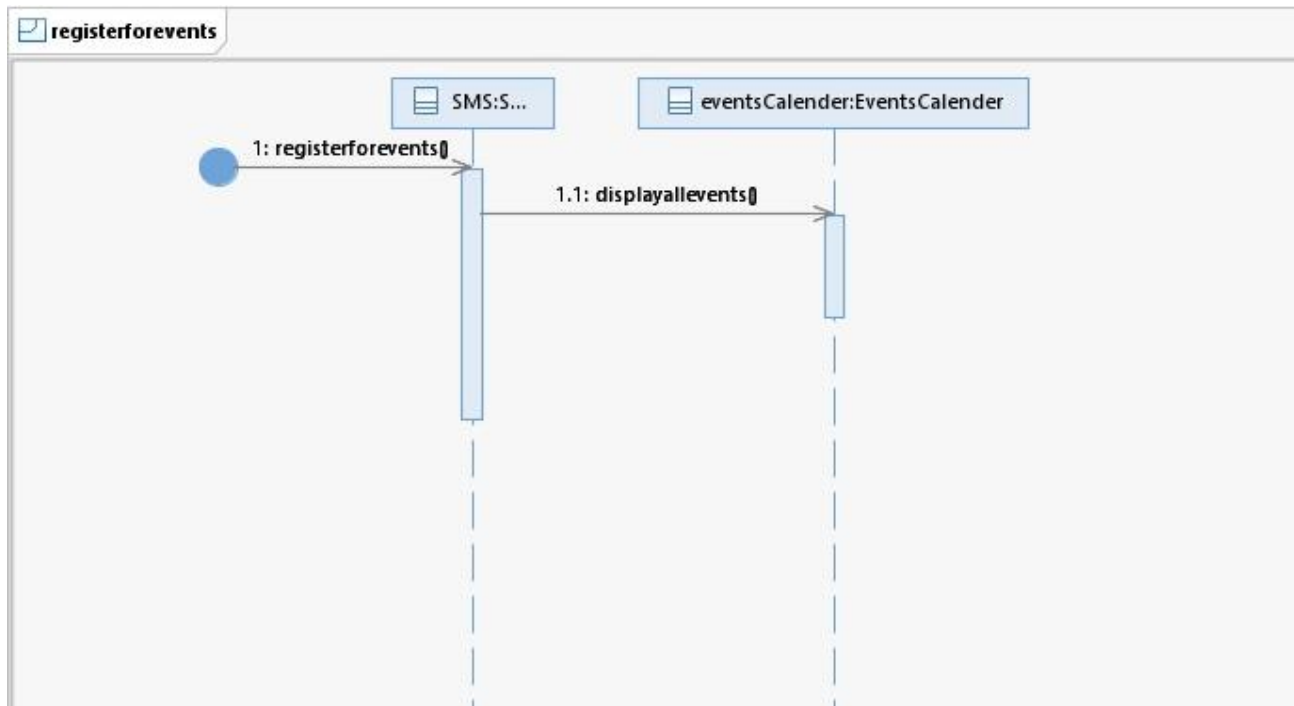 registerforevents
SMS:S...
eventsCalender:EventsCalender
1: registerforevents()
1.1: displayallevents()